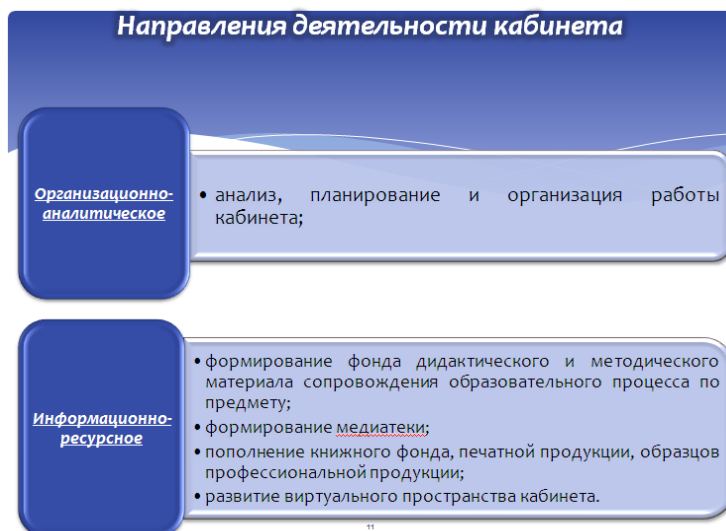 Направления деятельности кабинета
Организационно-
аналитическое
• анализ, планирование и организация работы
кабинета;
Информационно-
ресурсное
• формирование фонда дидактического и методического
материала сопровождения образовательного процесса по
предмету;
• формирование медиатеки;
• пополнение книжного фонда, печатной продукции, образцов
профессиональной продукции;
• развитие виртуального пространства кабинета.
11